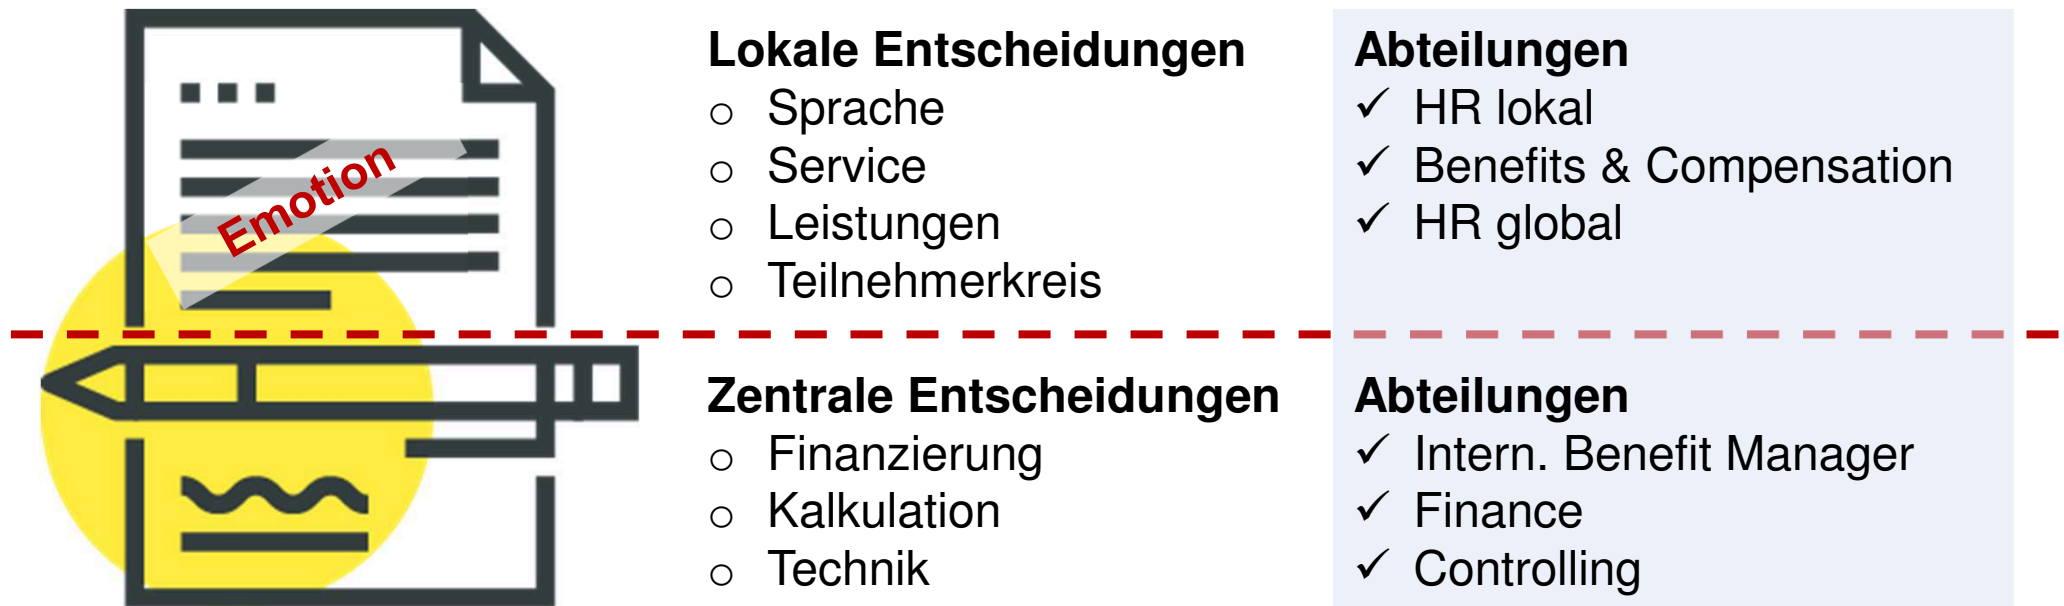 Emotion
Lokale Entscheidungen
Sprache
Service
Leistungen
Teilnehmerkreis
Abteilungen
HR lokal
Benefits & Compensation
HR global
Zentrale Entscheidungen
Finanzierung
Kalkulation
Technik
Abteilungen
Intern. Benefit Manager
Finance
Controlling